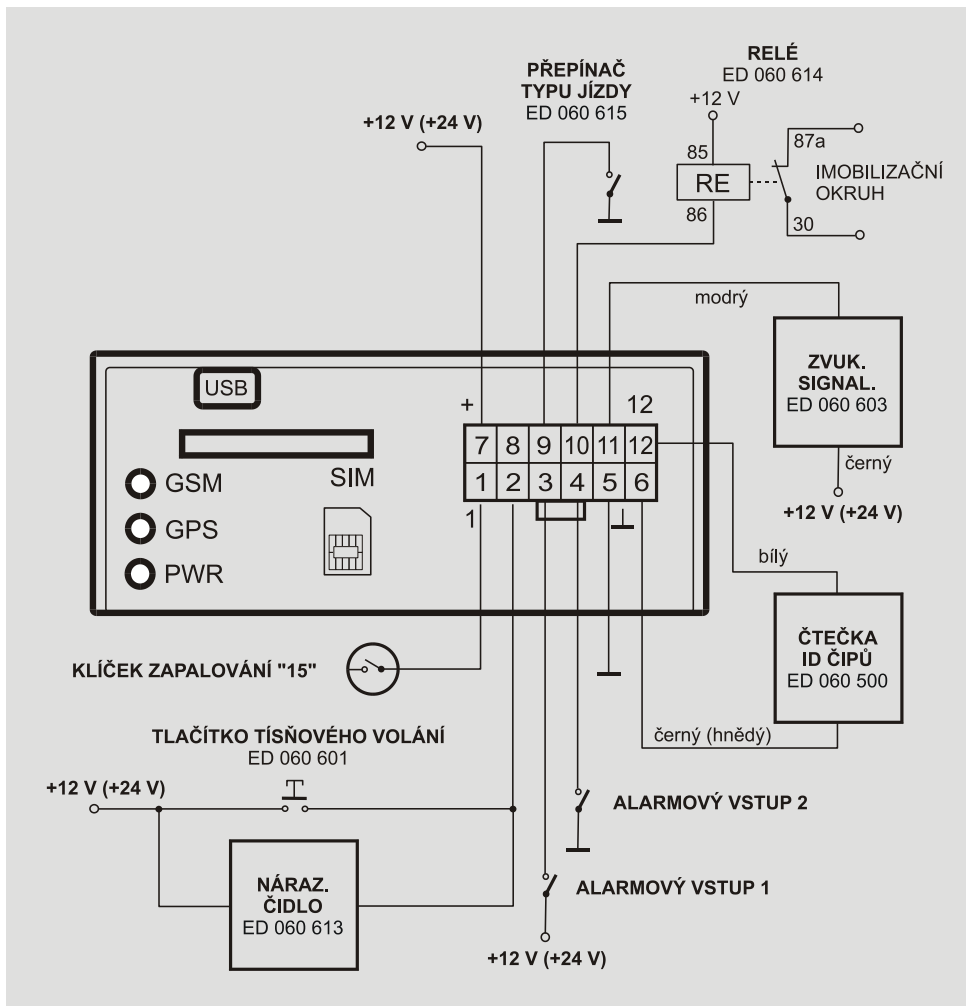 RELÉ
ED 060 614
+12 V
PŘEPÍNAČ
TYPU JÍZDY
ED 060 615
+12 V (+24 V)
85
87a
RE
IMOBILIZAČNÍ
OKRUH
86
30
modrý
ZVUK.
SIGNAL.
ED 060 603
černý
+12 V (+24 V)
USB
SIM
GSM
GPS
PWR
+
12
7 8 9 10 11 12
1 2 3 4 5 6
1
bílý
ČTEČKA
ID ČIPŮ
ED 060 500
černý (hnědý)
KLÍČEK ZAPALOVÁNÍ "15"
TLAČÍTKO TÍSŇOVÉHO VOLÁNÍ
ED 060 601
+12 V (+24 V)
NÁRAZ.
ČIDLO
ED 060 613
ALARMOVÝ VSTUP 2
ALARMOVÝ VSTUP 1
+12 V (+24 V)